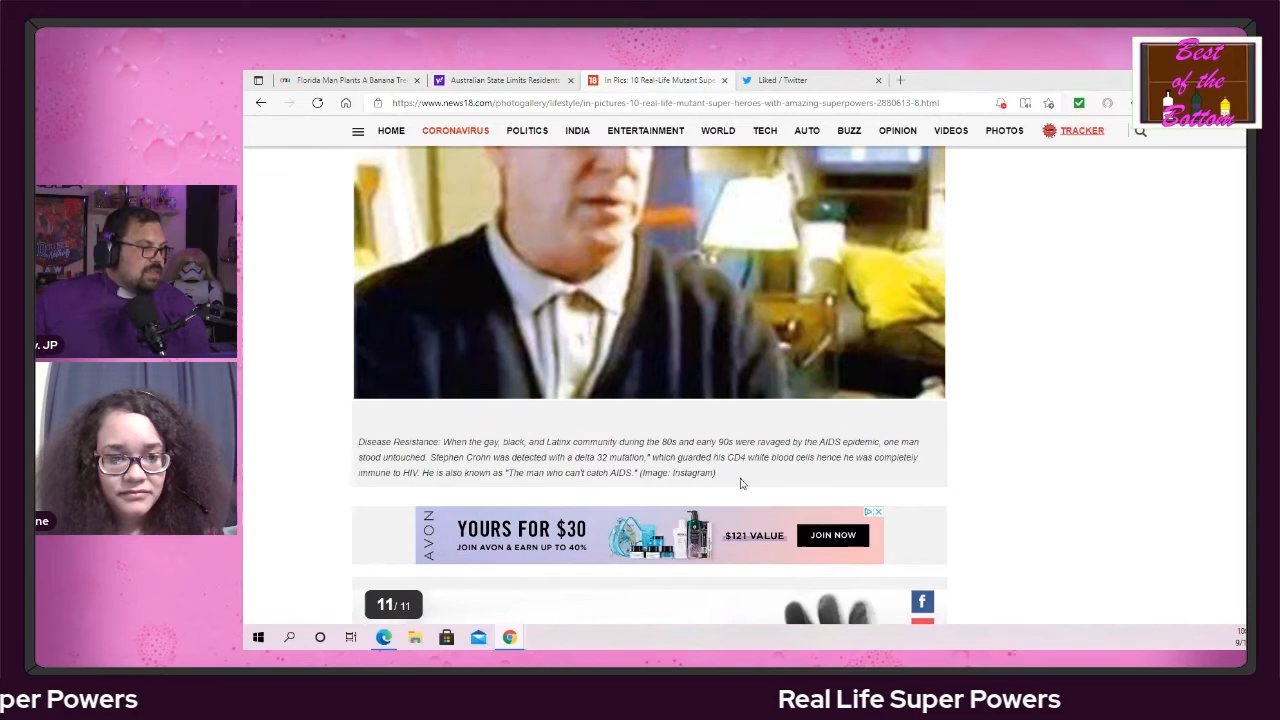 Florida Man Plants A Banana Tre
Australian State Limits Residents
In Pics: 10 Real-Life Mutant Supe
Liked / Twitter
Best
of the
Bottom
https://www.news18.com/photogallery/lifestyle/in-pictures-10-real-life-mutant-super-heroes-with-amazing-superpowers-2880613-8.html
HOME CORONAVIRUS POLITICS INDIA ENTERTAINMENT WORLD TECH AUTO BUZZ OPINION VIDEOS PHOTOS TRACKER
. JP
ne
Disease Resistance: When the gay, black, and Latinx community during the 80s and early 90s were ravaged by the AIDS epidemic, one man
stood untouched. Stephen Crohn was detected with a delta 32 mutation," which guarded his CD4 white blood cells hence he was completely
immune to HIV. He is also known as "The man who can't catch AIDS." (Image: Instagram)
AVON
YOURS FOR $30
JOIN AVON & EARN UP TO 40%
$121 VALUE
JOIN NOW
11/ 11
10:
9/1
per Powers
Real Life Super Powers